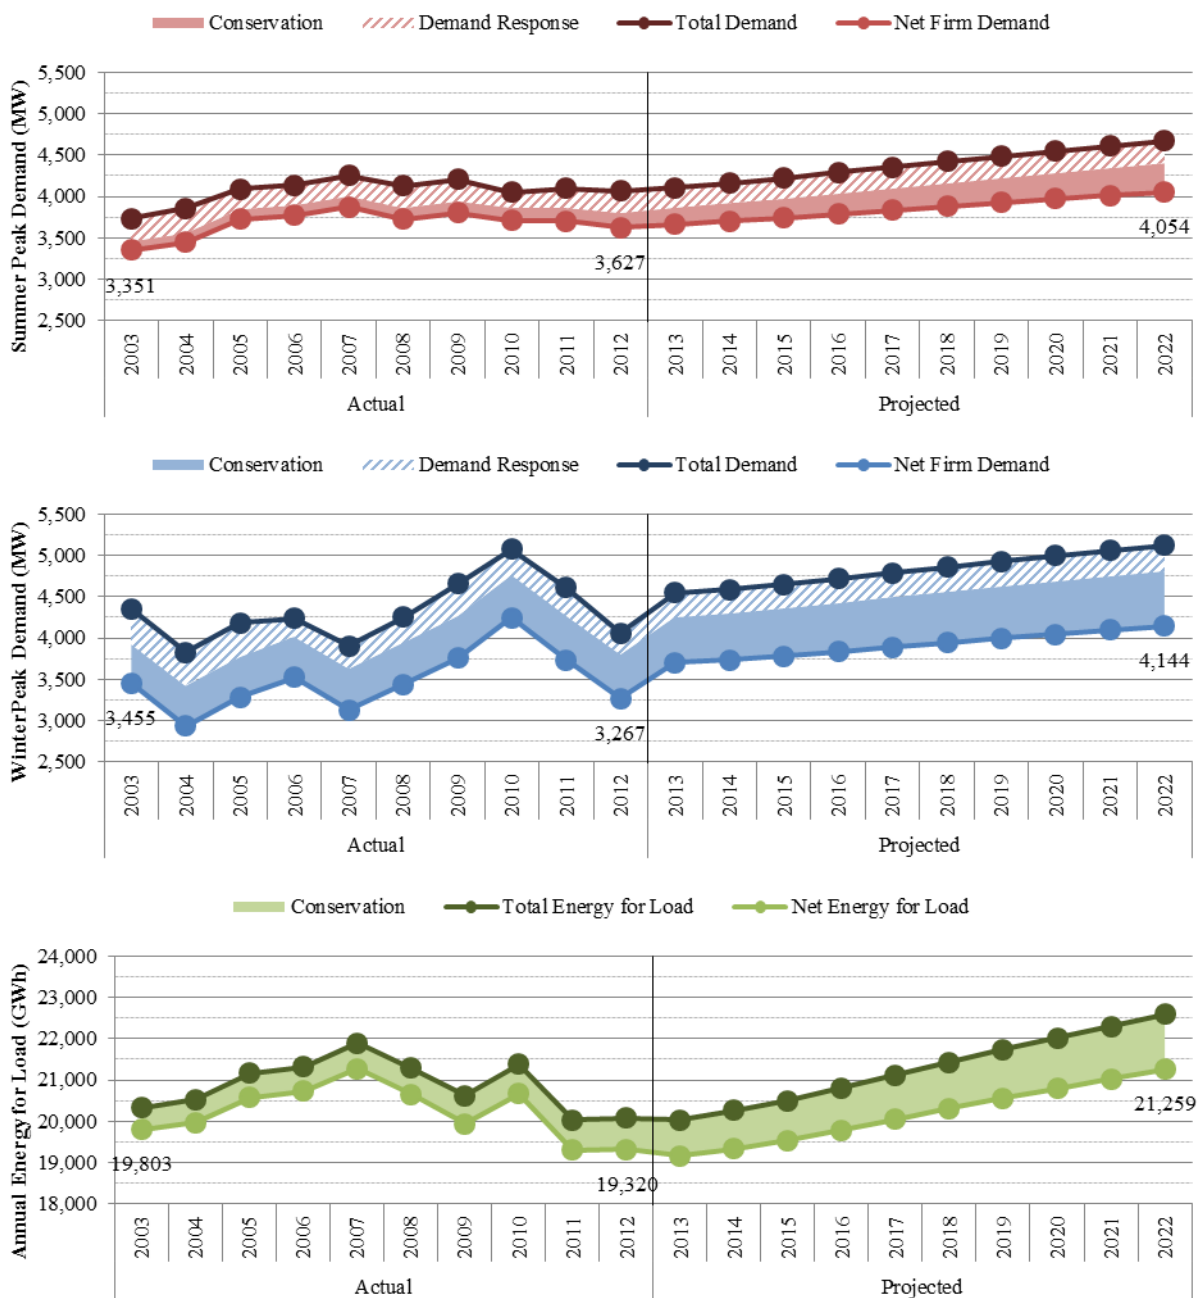 Conservation Demand Response Total Demand Net Firm Demand
Summer Peak Demand (MW)
5,500
5,000
4,500
4,000
3,500
3,000
2,500
3,351
3,627
4,054
2003 2004 2005 2006 2007 2008 2009 2010 2011 2012 2013 2014 2015 2016 2017 2018 2019 2020 2021 2022
Actual Projected
Conservation Demand Response Total Demand Net Firm Demand
WinterPeak Demand (MW)
5,500
5,000
4,500
4,000
3,500
3,000
2,500
3,455
3,267
4,144
2003 2004 2005 2006 2007 2008 2009 2010 2011 2012 2013 2014 2015 2016 2017 2018 2019 2020 2021 2022
Actual Projected
Conservation Total Energy for Load Net Energy for Load
Annual Energy for Load (GWh)
24,000
23,000
22,000
21,000
20,000
19,000
18,000
19,803
19,320
21,259
2003 2004 2005 2006 2007 2008 2009 2010 2011 2012 2013 2014 2015 2016 2017 2018 2019 2020 2021 2022
Actual Projected